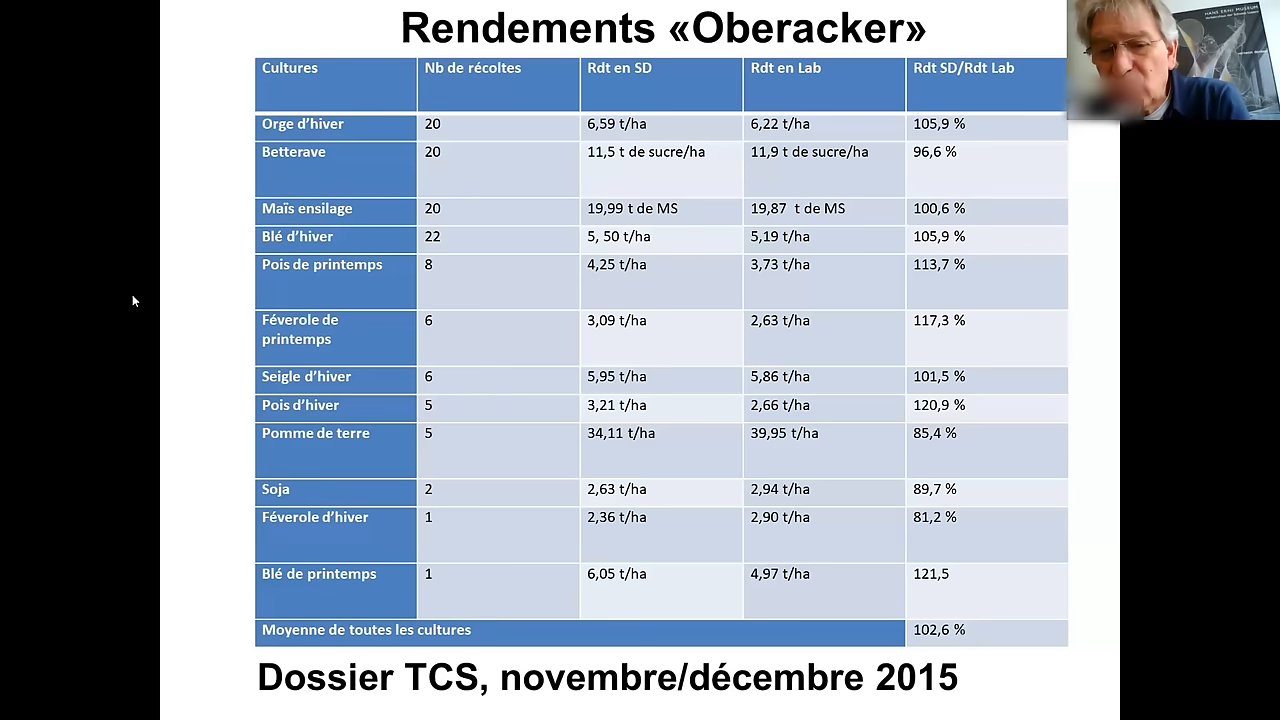 Rendements «Oberacker»
HANS ERNI MUSEUM
Cultures Nb de récoltes Rdt en SD Rdt en Lab Rdt SD/Rdt Lab
Orge d’hiver 20 6,59 t/ha 6,22 t/ha 105,9 %
Betterave 20 11,5 t de sucre/ha 11,9 t de sucre/ha 96,6 %
Maïs ensilage 20 19,99 t de MS 19,87 t de MS 100,6 %
Blé d’hiver 22 5, 50 t/ha 5,19 t/ha 105,9 %
Pois de printemps 8 4,25 t/ha 3,73 t/ha 113,7 %
Féverole de 6 3,09 t/ha 2,63 t/ha 117,3 %
printemps
Seigle d’hiver 6 5,95 t/ha 5,86 t/ha 101,5 %
Pois d’hiver 5 3,21 t/ha 2,66 t/ha 120,9 %
Pomme de terre 5 34,11 t/ha 39,95 t/ha 85,4 %
Soja 2 2,63 t/ha 2,94 t/ha 89,7 %
Féverole d’hiver 1 2,36 t/ha 2,90 t/ha 81,2 %
Blé de printemps 1 6,05 t/ha 4,97 t/ha 121,5
Moyenne de toutes les cultures 102,6 %
Dossier TCS, novembre/décembre 2015